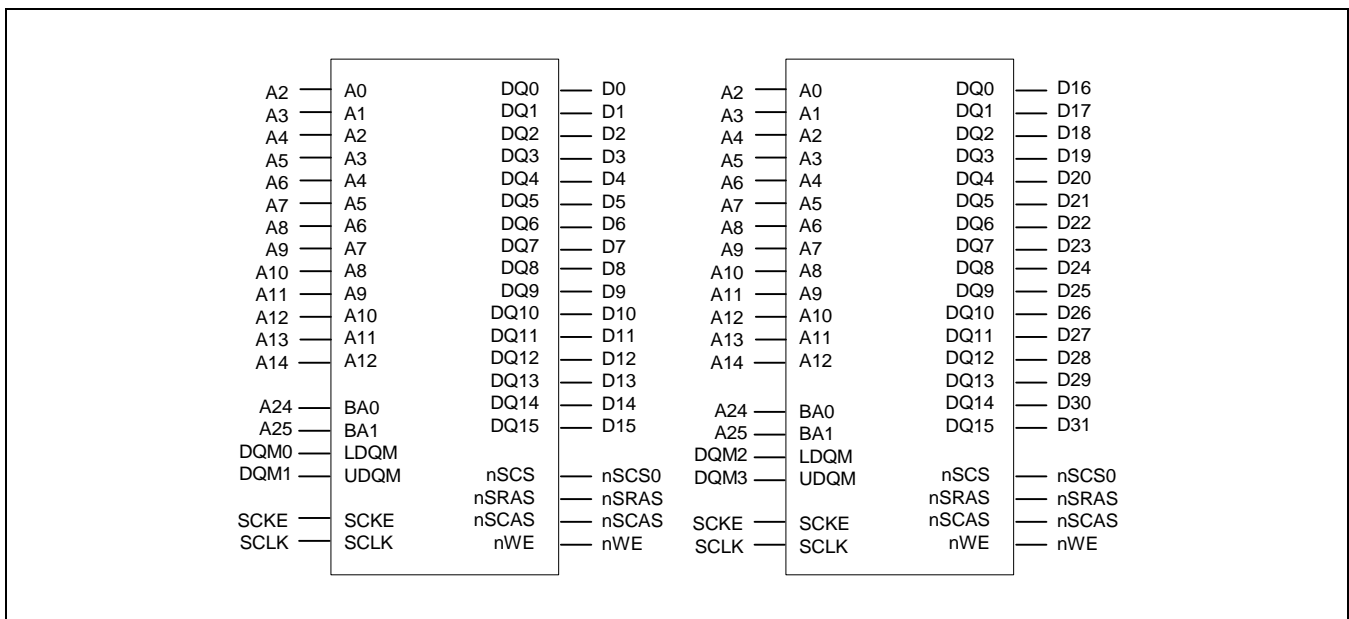 A2 A0 DQ0 D0 A2 A0 DQ0 D16
A3 A1 DQ1 D1 A3 A1 DQ1 D17
A4 A2 DQ2 D2 A4 A2 DQ2 D18
A5 A3 DQ3 D3 A5 A3 DQ3 D19
A6 A4 DQ4 D4 A6 A4 DQ4 D20
A7 A5 DQ5 D5 A7 A5 DQ5 D21
A8 A6 DQ6 D6 A8 A6 DQ6 D22
A9 A7 DQ7 D7 A9 A7 DQ7 D23
A10 A8 DQ8 D8 A10 A8 DQ8 D24
A11 A9 DQ9 D9 A11 A9 DQ9 D25
A12 A10 DQ10 D10 A12 A10 DQ10 D26
A13 A11 DQ11 D11 A13 A11 DQ11 D27
A14 A12 DQ12 D12 A14 A12 DQ12 D28
DQ13 D13 DQ13 D29
A24 BA0 DQ14 D14 A24 BA0 DQ14 D30
A25 BA1 DQ15 D15 A25 BA1 DQ15 D31
DQM0 LDQM DQM2 LDQM
DQM1 UDQM nSCS nSCS0 DQM3 UDQM nSCS nSCS0
nSRAS nSRAS nSRAS nSRAS
SCKE SCKE nSCAS nSCAS SCKE SCKE nSCAS nSCAS
SCLK SCLK nWE nWE SCLK SCLK nWE nWE